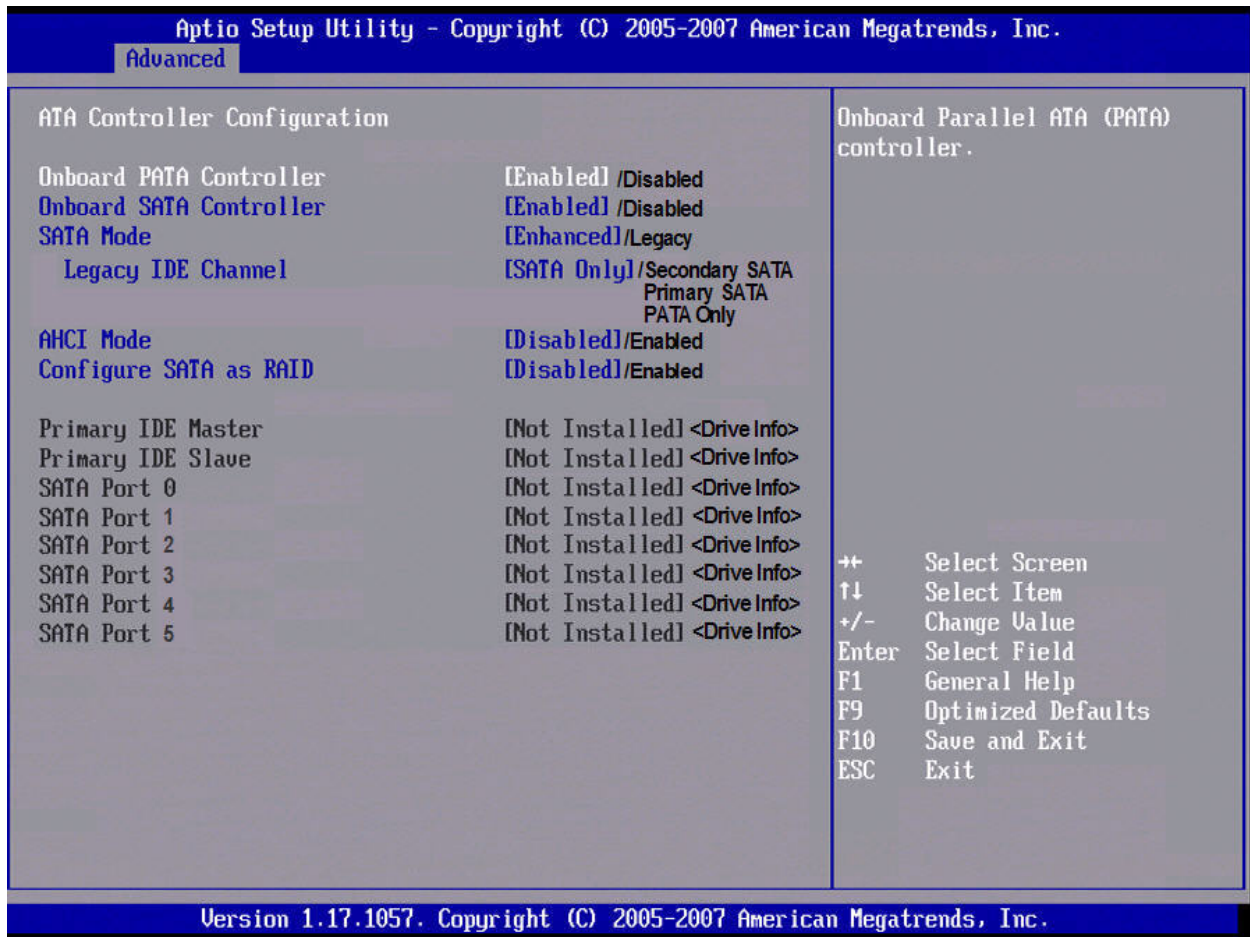 Aptio Setup Utility - Copyright (C) 2005-2007 American Megatrends, Inc.
Advanced
ATA Controller Configuration
Onboard PATA Controller [Enabled] /Disabled
Onboard SATA Controller [Enabled] /Disabled
SATA Mode [Enhanced]/Legacy
Legacy IDE Channel [SATA Only]/Secondary SATA
Primary SATA
PATA Only
AHCI Mode [Disabled]/Enabled
Configure SATA as RAID [Disabled]/Enabled
Primary IDE Master [Not Installed] <Drive Info>
Primary IDE Slave [Not Installed] <Drive Info>
SATA Port 0 [Not Installed] <Drive Info>
SATA Port 1 [Not Installed] <Drive Info>
SATA Port 2 [Not Installed] <Drive Info>
SATA Port 3 [Not Installed] <Drive Info>
SATA Port 4 [Not Installed] <Drive Info>
SATA Port 5 [Not Installed] <Drive Info>
Onboard Parallel ATA (PATA)
controller.
→← Select Screen
↑↓ Select Item
+/- Change Value
Enter Select Field
F1 General Help
F9 Optimized Defaults
F10 Save and Exit
ESC Exit
Version 1.17.1057. Copyright (C) 2005-2007 American Megatrends, Inc.